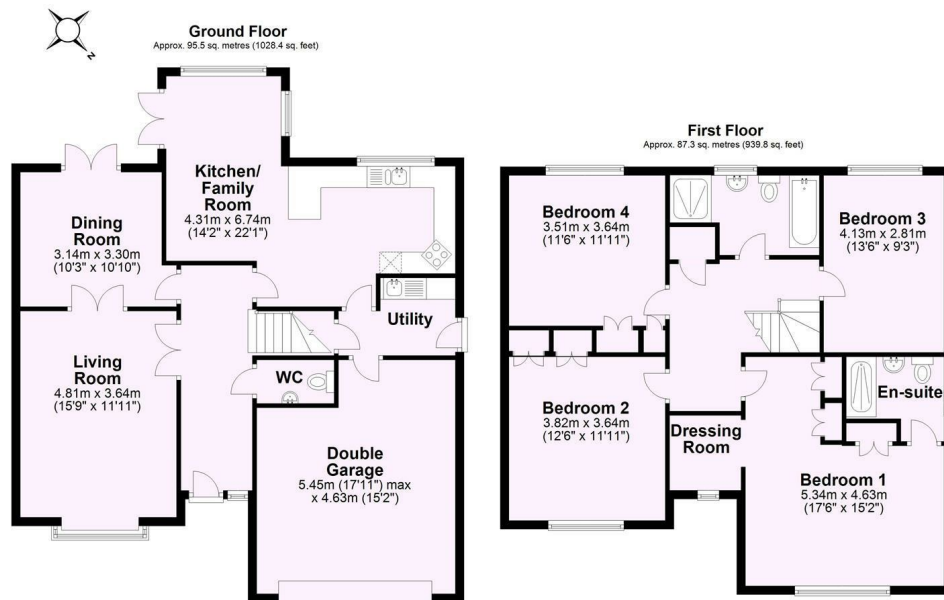 N
Ground Floor
Approx. 95.5 sq. metres (1028.4 sq. feet)
Kitchen/
Family
Room
4.31m x 6.74m
(14'2" x 22'1")
Dining
Room
3.14m x 3.30m
(10'3" x 10'10")
Utility
Living
Room
4.81m x 3.64m
(15'9" x 11'11")
WC
Double
Garage
5.45m (17'11") max
x 4.63m (15'2")
First Floor
Approx. 87.3 sq. metres (939.8 sq. feet)
Bedroom 4
3.51m x 3.64m
(11'6" x 11'11")
Bedroom 3
4.13m x 2.81m
(13'6" x 9'3")
Bedroom 2
3.82m x 3.64m
(12'6" x 11'11")
En-suite
Dressing
Room
Bedroom 1
5.34m x 4.63m
(17'6" x 15'2")